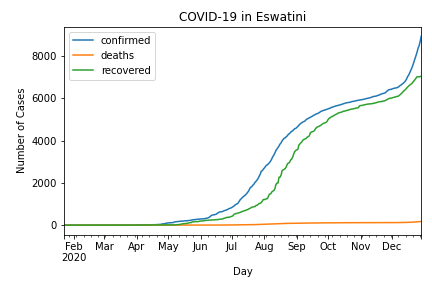 COVID-19 in Eswatini
confirmed
deaths
recovered
Number of Cases
8000
6000
4000
2000
0
Feb Mar Apr May Jun Jul Aug Sep Oct Nov Dec
2020
Day